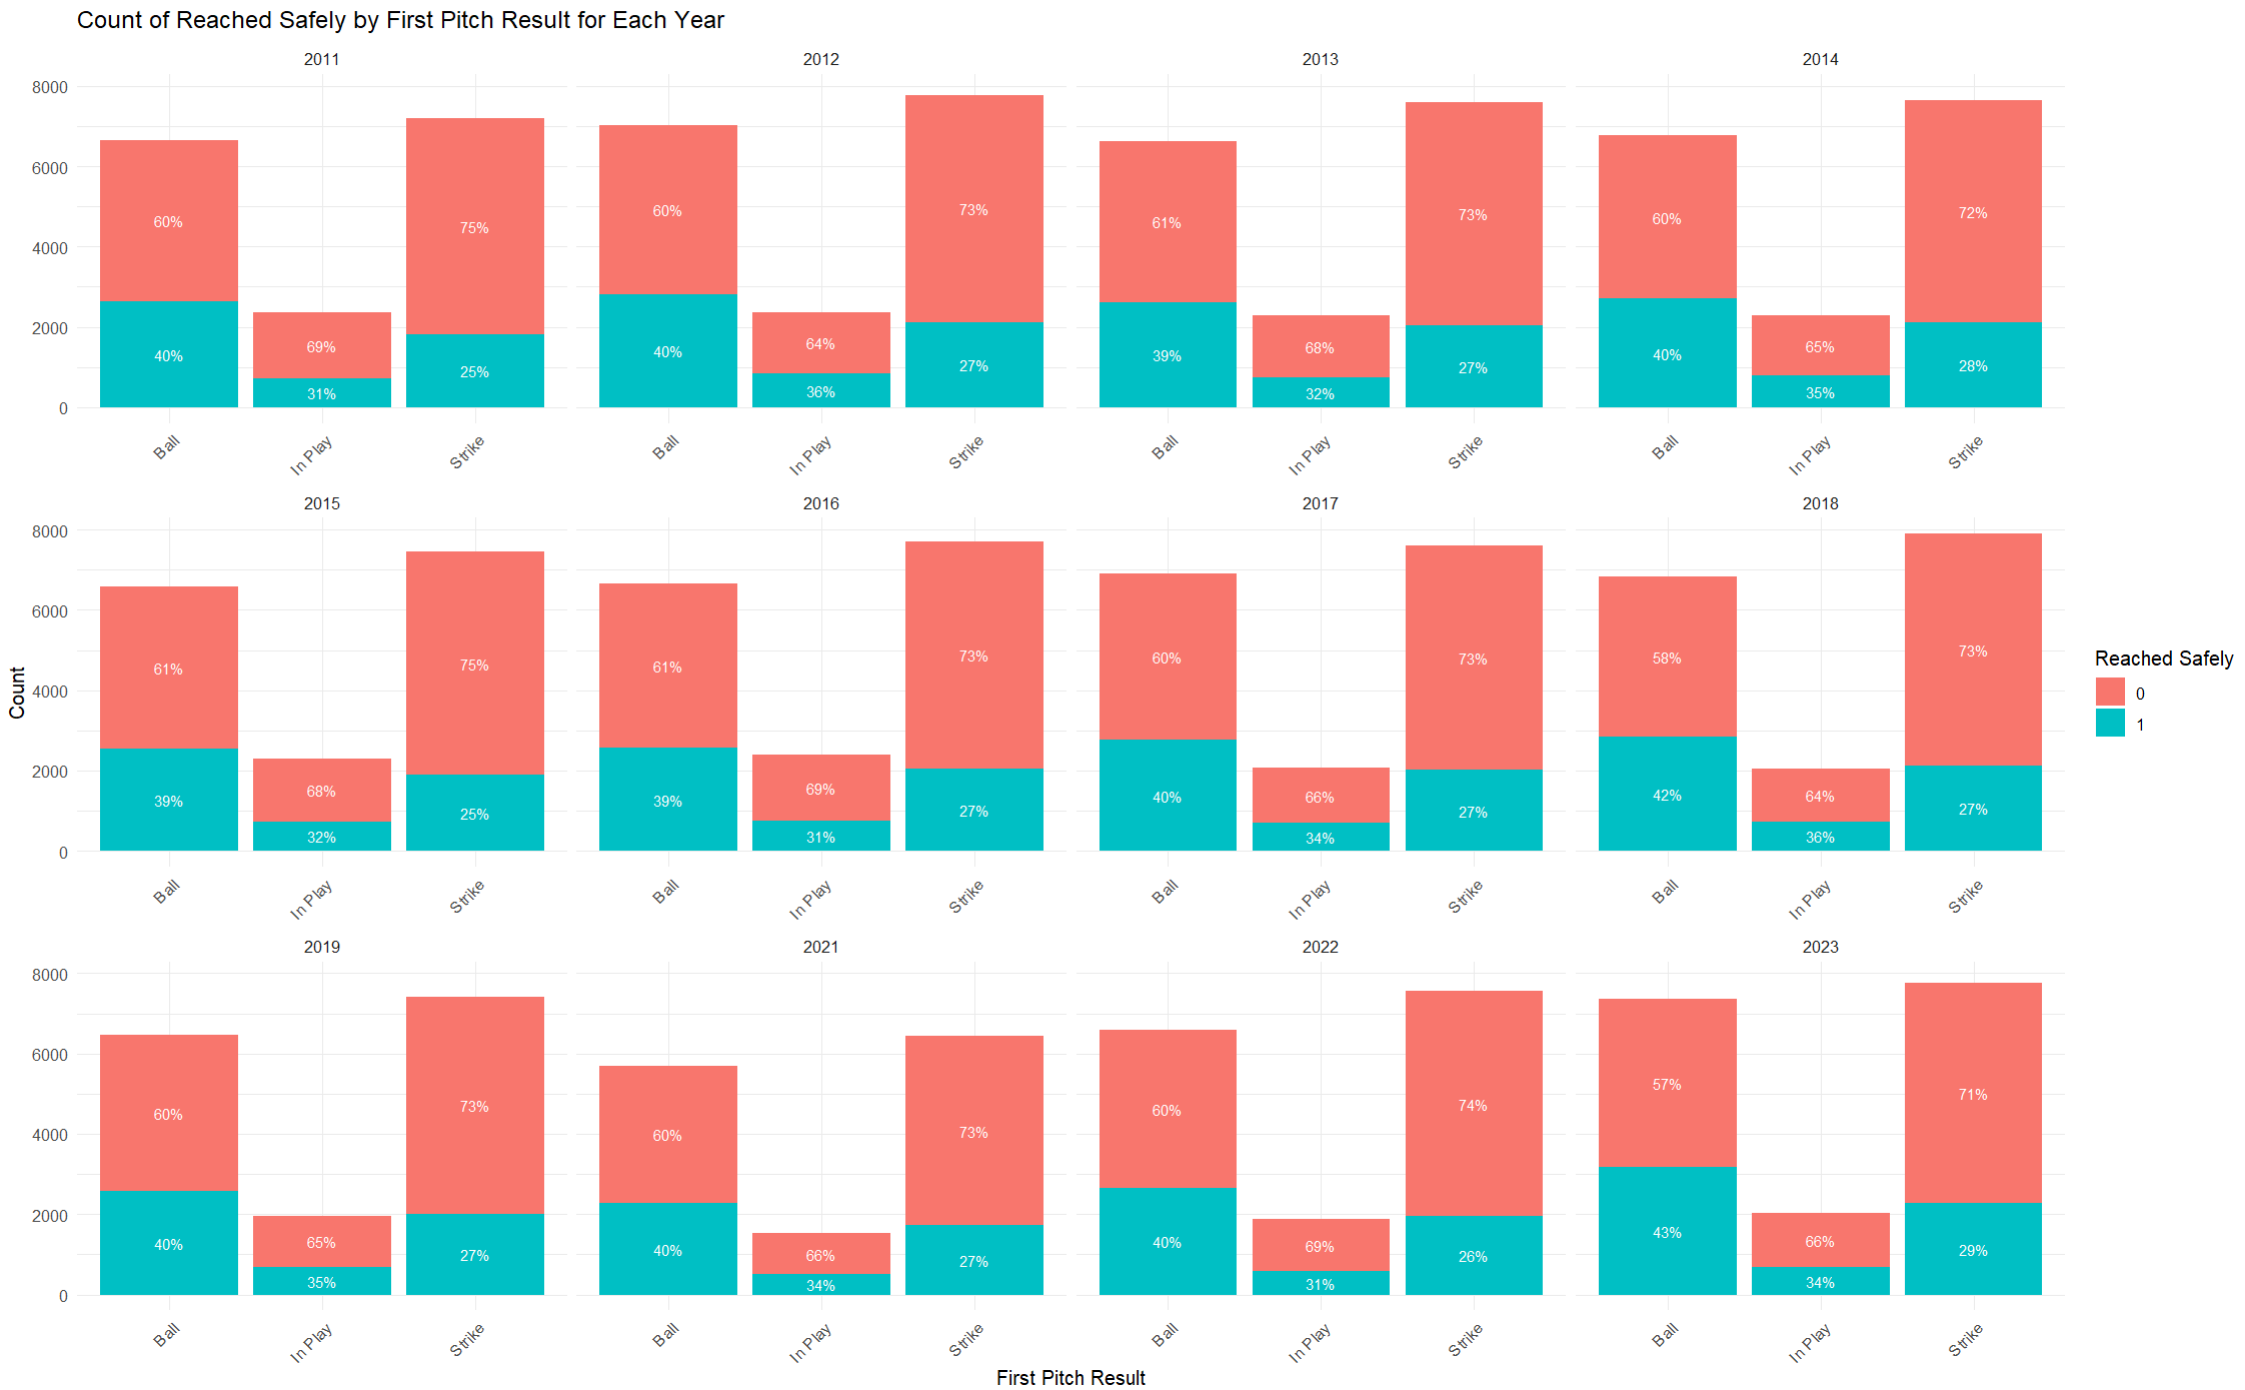 Count of Reached Safely by First Pitch Result for Each Year
2011
2012
2013
2014
8000
6000
4000
2000
0
60%
40%
69%
31%
75%
25%
60%
40%
64%
36%
73%
27%
61%
39%
68%
32%
73%
27%
60%
40%
65%
35%
72%
28%
Ball
In Play
Strike
Ball
In Play
Strike
Ball
In Play
Strike
Ball
In Play
Strike
2015
2016
2017
2018
8000
6000
4000
2000
0
61%
39%
68%
32%
75%
25%
61%
39%
69%
31%
73%
27%
60%
40%
66%
34%
73%
27%
58%
42%
64%
36%
73%
27%
Ball
In Play
Strike
Ball
In Play
Strike
Ball
In Play
Strike
Ball
In Play
Strike
2019
2021
2022
2023
8000
6000
4000
2000
0
60%
40%
65%
35%
73%
27%
60%
40%
66%
34%
73%
27%
60%
40%
69%
31%
74%
26%
57%
43%
66%
34%
71%
29%
Ball
In Play
Strike
Ball
In Play
Strike
Ball
In Play
Strike
Ball
In Play
Strike
Count
First Pitch Result
Reached Safely
0
1